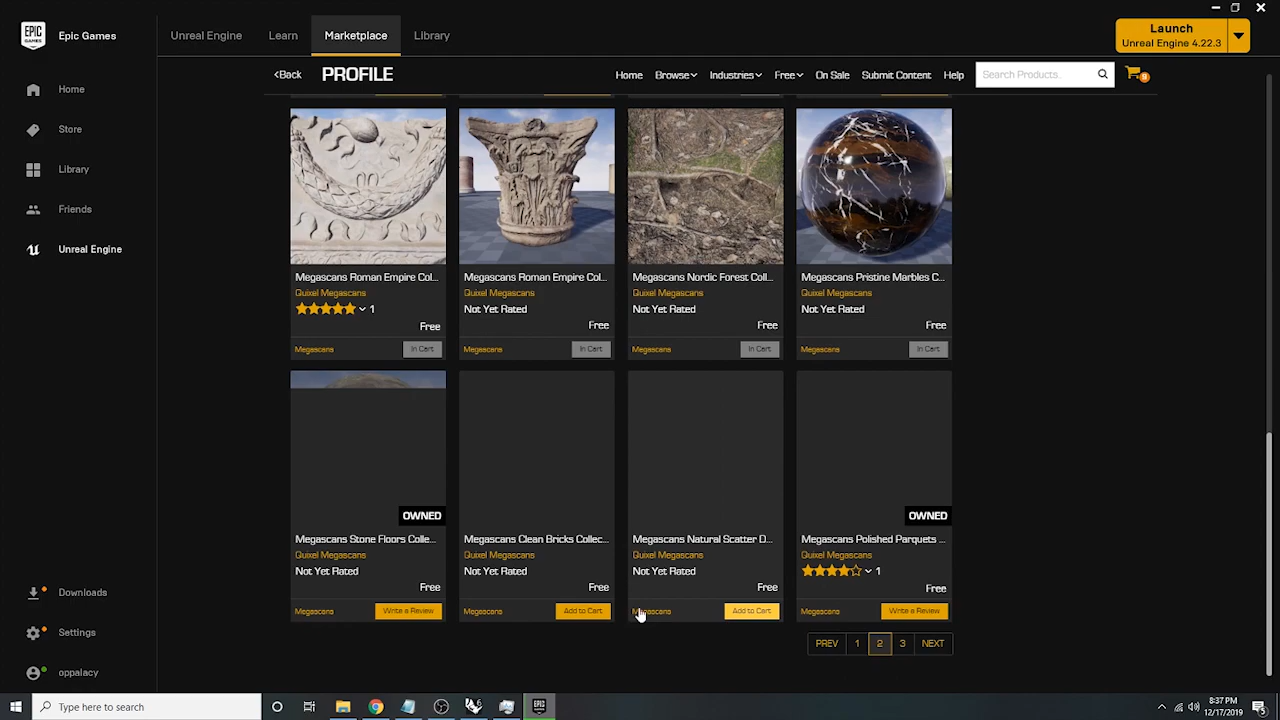 EPIC GAMES
Epic Games
Unreal Engine
Learn
Marketplace
Library
Launch
Unreal Engine 4.22.3
Home
Store
Library
Friends
Unreal Engine
Downloads
Settings
oppalacy
Back
PROFILE
Home
Browse
Industries
Free
On Sale
Submit Content
Help
Search Products.
9
Megascans Roman Empire Col...
Quixel Megascans
1
Free
Megascans
In Cart
Megascans Roman Empire Col...
Quixel Megascans
Not Yet Rated
Free
Megascans
In Cart
Megascans Nordic Forest Coll...
Quixel Megascans
Not Yet Rated
Free
Megascans
In Cart
Megascans Pristine Marbles C...
Quixel Megascans
Not Yet Rated
Free
Megascans
In Cart
OWNED
Megascans Stone Floors Colle...
Quixel Megascans
Not Yet Rated
Free
Megascans
Write a Review
Megascans Clean Bricks Collec...
Quixel Megascans
Not Yet Rated
Free
Megascans
Add to Cart
Megascans Natural Scatter D...
Quixel Megascans
Not Yet Rated
Free
Megascans
Add to Cart
OWNED
Megascans Polished Parquets ...
Quixel Megascans
1
Free
Megascans
Write a Review
PREV 1 2 3 NEXT
Type here to search
EPIC GAMES
8:37 PM
12/17/2019